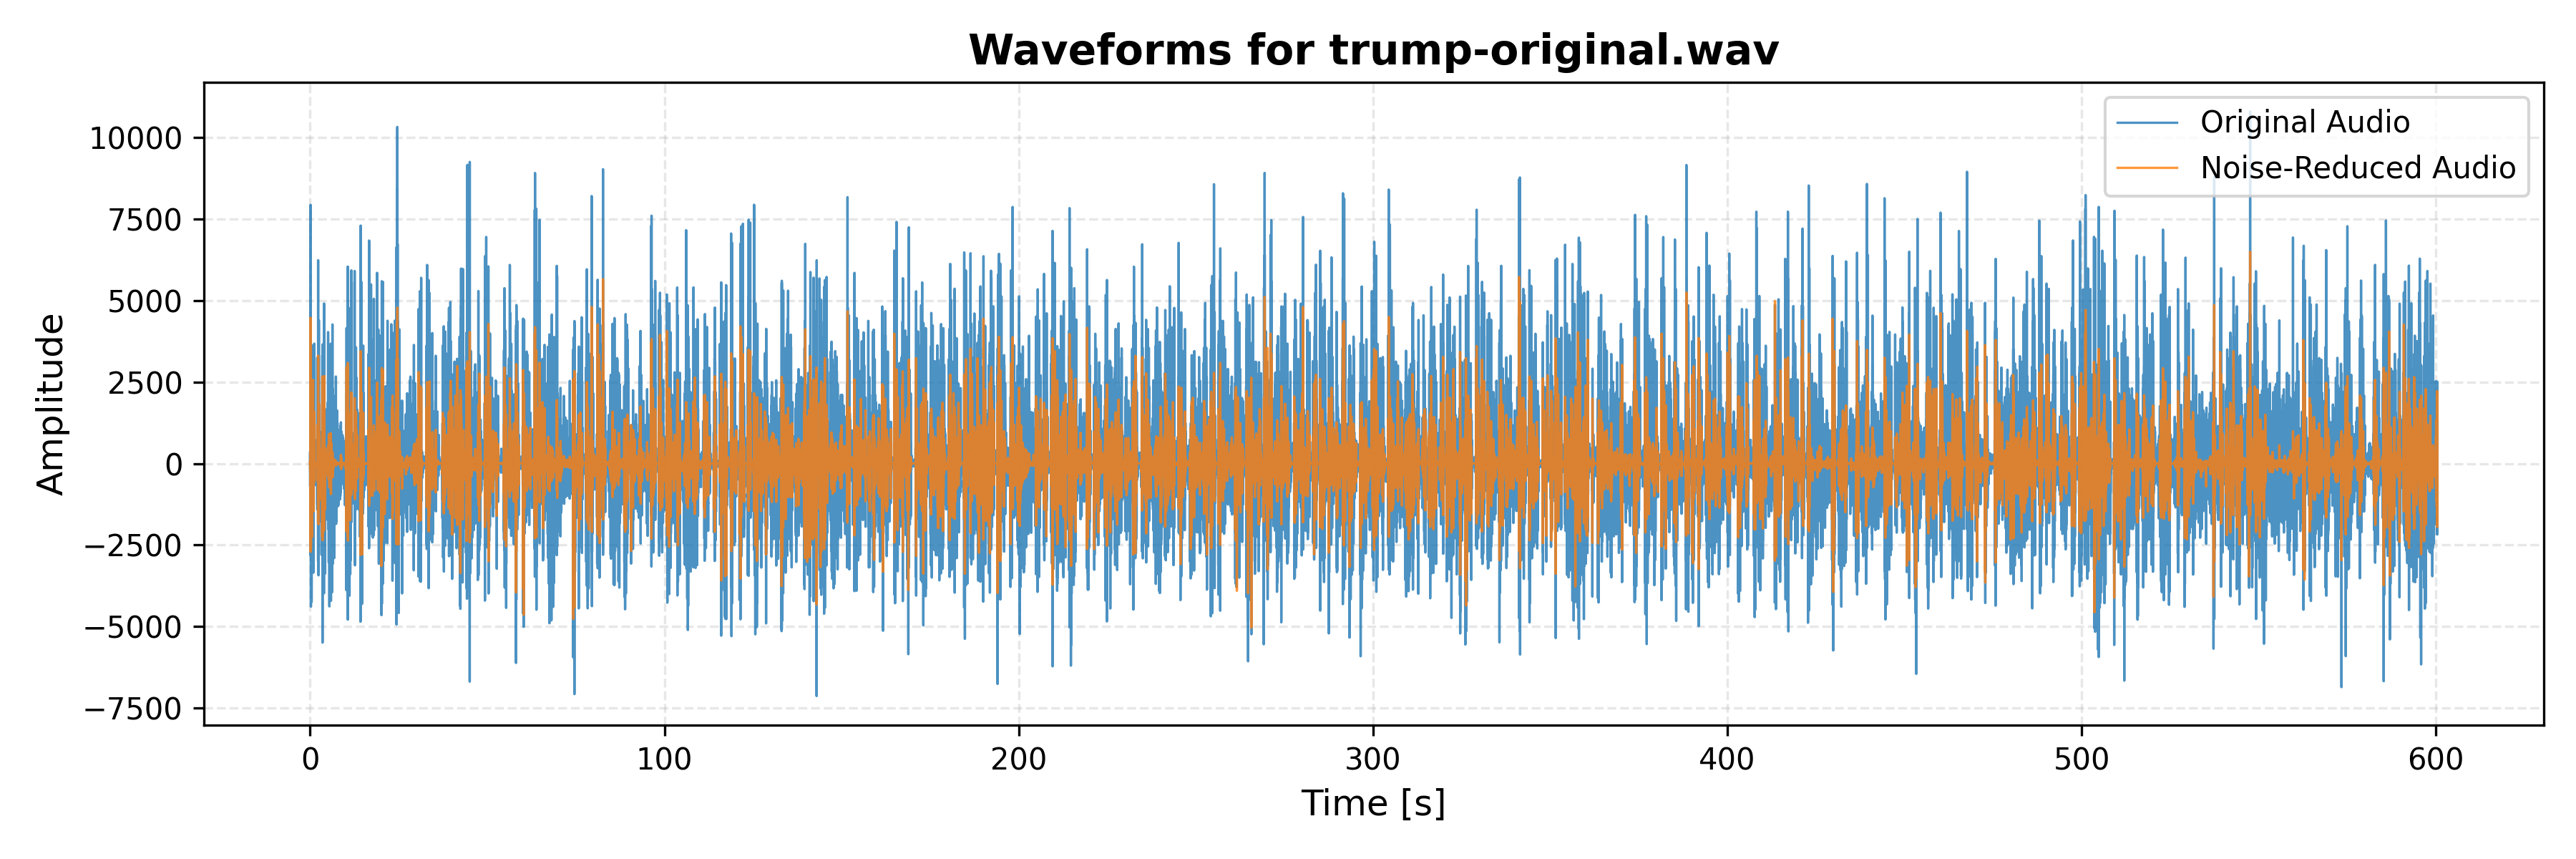 Waveforms for trump-original.wav
Original Audio
Noise-Reduced Audio
Amplitude
10000
7500
5000
2500
0
−2500
−5000
−7500
0 100 200 300 400 500 600
Time [s]